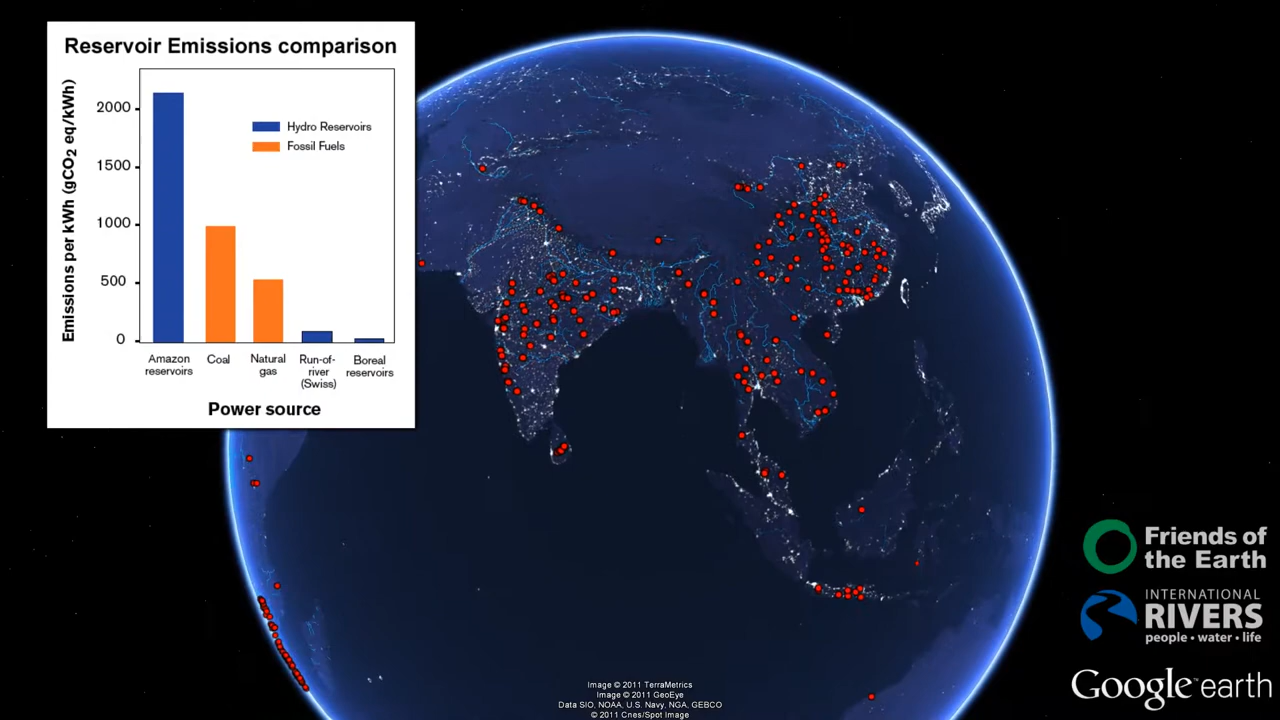 Reservoir Emissions comparison
Emissions per kWh (gCO₂ eq/kWh)
2000
1500
1000
500
0
Hydro Reservoirs
Fossil Fuels
Amazon
reservoirs
Coal
Natural
gas
Run-of-
river
(Swiss)
Boreal
reservoirs
Power source
Friends of
the Earth
INTERNATIONAL
RIVERS
people • water • life
Google™ earth
Image © 2011 TerraMetrics
Image © 2011 GeoEye
Data SIO, NOAA, U.S. Navy, NGA, GEBCO
© 2011 Cnes/Spot Image